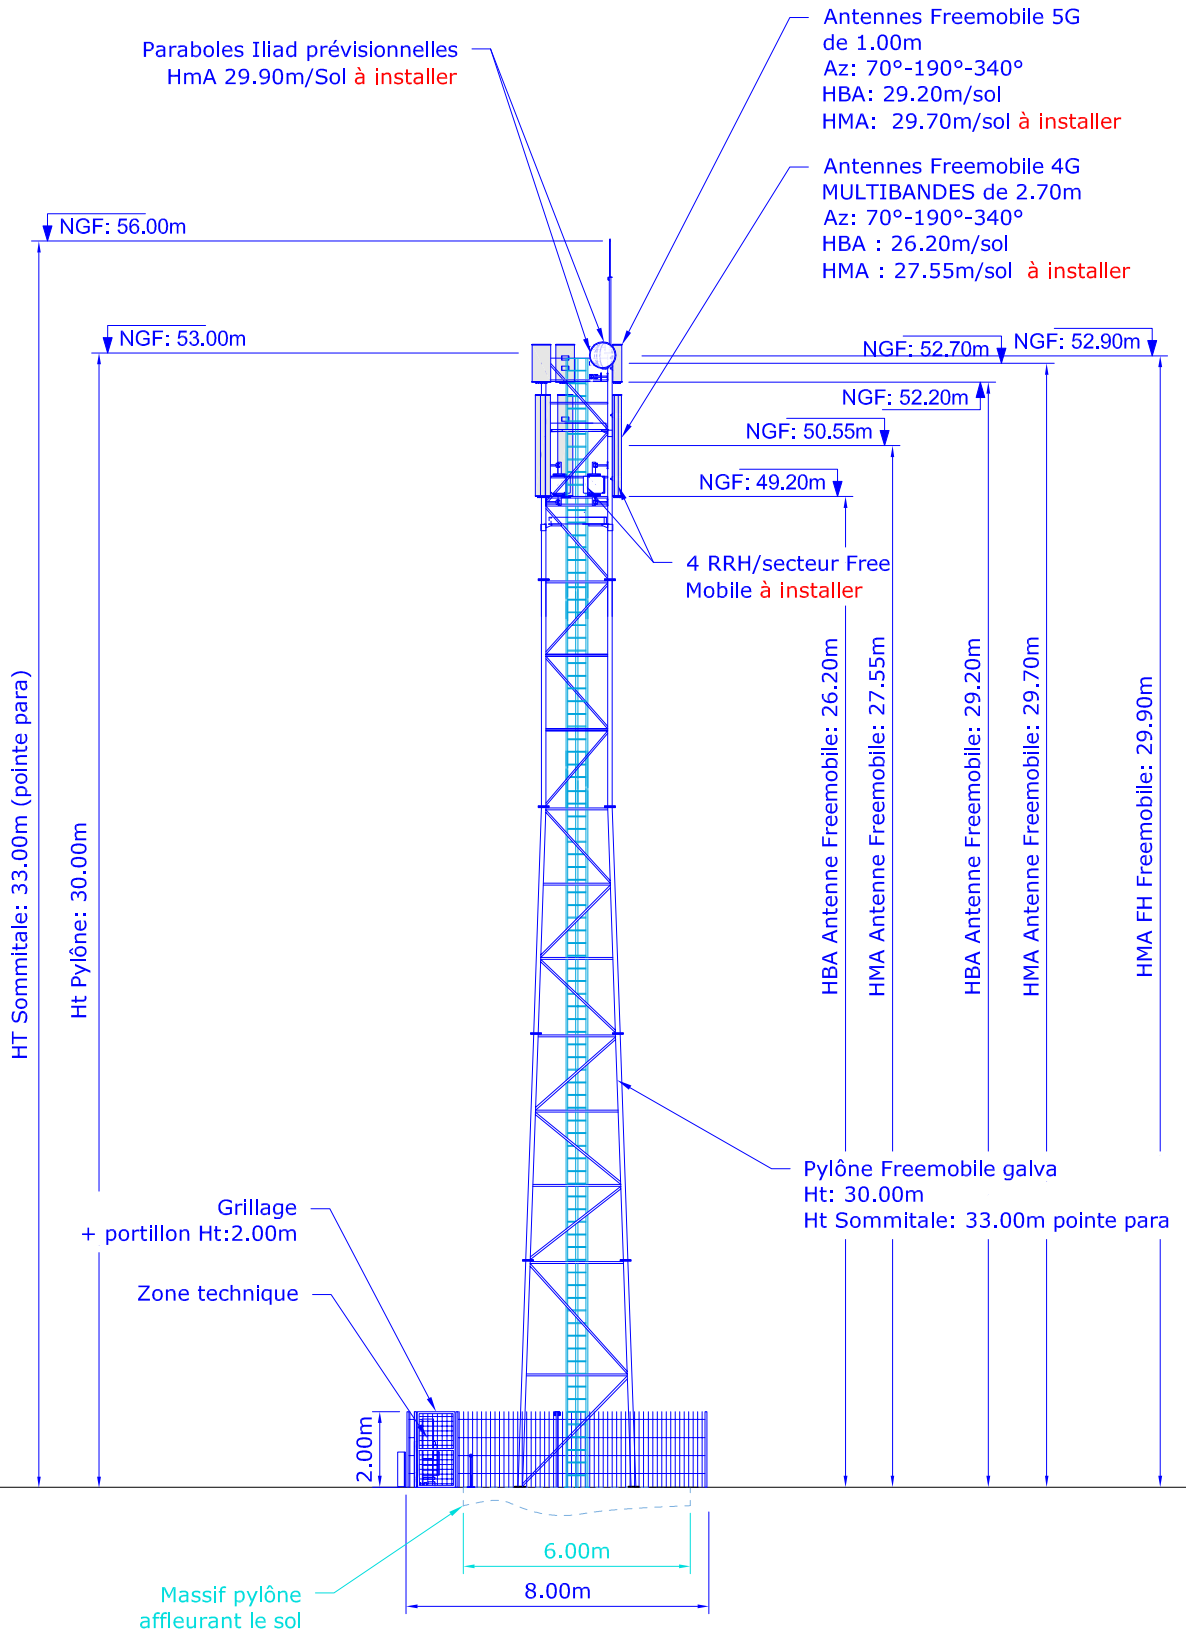 Antennes Freemobile 5G
de 1.00m
Az: 70°-190°-340°
HBA: 29.20m/sol
HMA: 29.70m/sol à installer
Paraboles Iliad prévisionnelles
HmA 29.90m/Sol à installer
Antennes Freemobile 4G
MULTIBANDES de 2.70m
Az: 70°-190°-340°
HBA : 26.20m/sol
HMA : 27.55m/sol à installer
NGF: 56.00m
NGF: 53.00m
NGF: 52.90m
NGF: 52.70m
NGF: 52.20m
NGF: 50.55m
NGF: 49.20m
4 RRH/secteur Free
Mobile à installer
HT Sommitale: 33.00m (pointe para)
Ht Pylône: 30.00m
HBA Antenne Freemobile: 26.20m
HMA Antenne Freemobile: 27.55m
HBA Antenne Freemobile: 29.20m
HMA Antenne Freemobile: 29.70m
HMA FH Freemobile: 29.90m
Pylône Freemobile galva
Ht: 30.00m
Ht Sommitale: 33.00m pointe para
Grillage
+ portillon Ht:2.00m
Zone technique
2.00m
6.00m
8.00m
Massif pylône
affleurant le sol